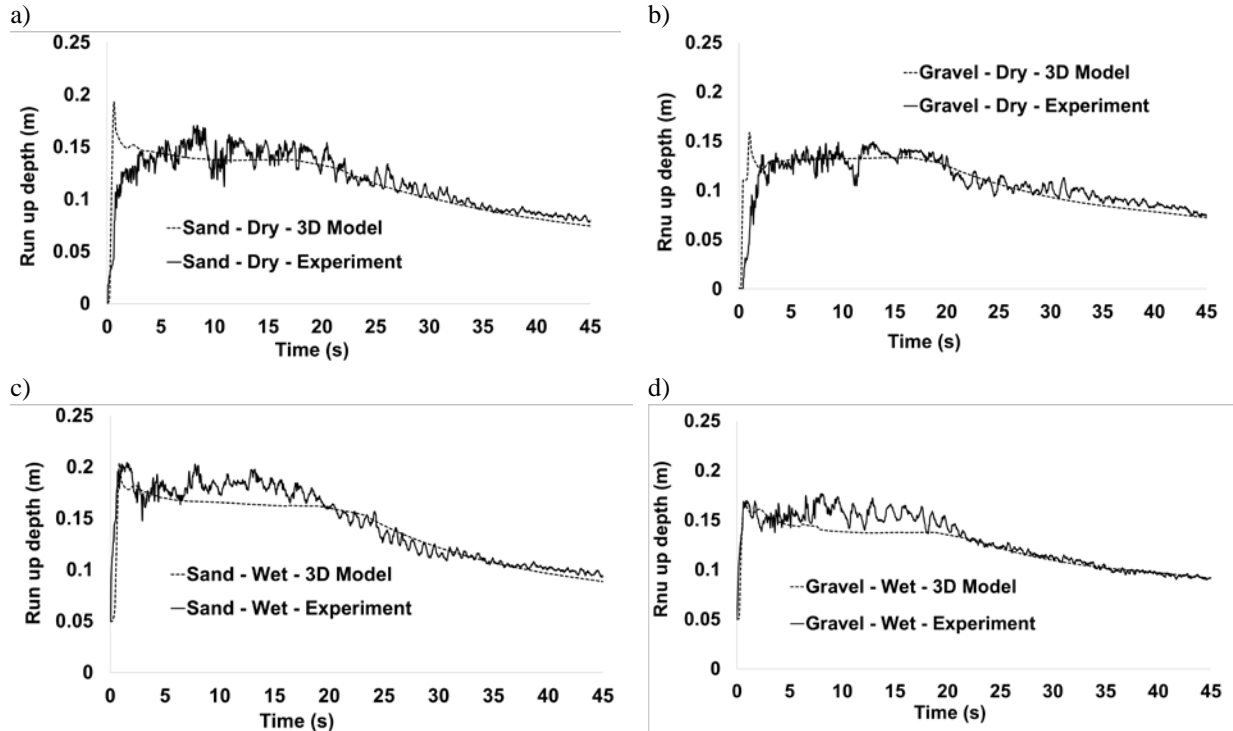 a)
Run up depth (m)
0.25
0.2
0.15
0.1
0.05
0
Sand - Dry - 3D Model
Sand - Dry - Experiment
0 5 10 15 20 25 30 35 40 45
Time (s)
b)
Rnu up depth (m)
0.25
0.2
0.15
0.1
0.05
0
Gravel - Dry - 3D Model
Gravel - Dry - Experiment
0 5 10 15 20 25 30 35 40 45
Time (s)
c)
Run up depth (m)
0.25
0.2
0.15
0.1
0.05
0
Sand - Wet - 3D Model
Sand - Wet - Experiment
0 5 10 15 20 25 30 35 40 45
Time (s)
d)
Rnu up depth (m)
0.25
0.2
0.15
0.1
0.05
0
Gravel - Wet - 3D Model
Gravel - Wet - Experiment
0 5 10 15 20 25 30 35 40 45
Time (s)